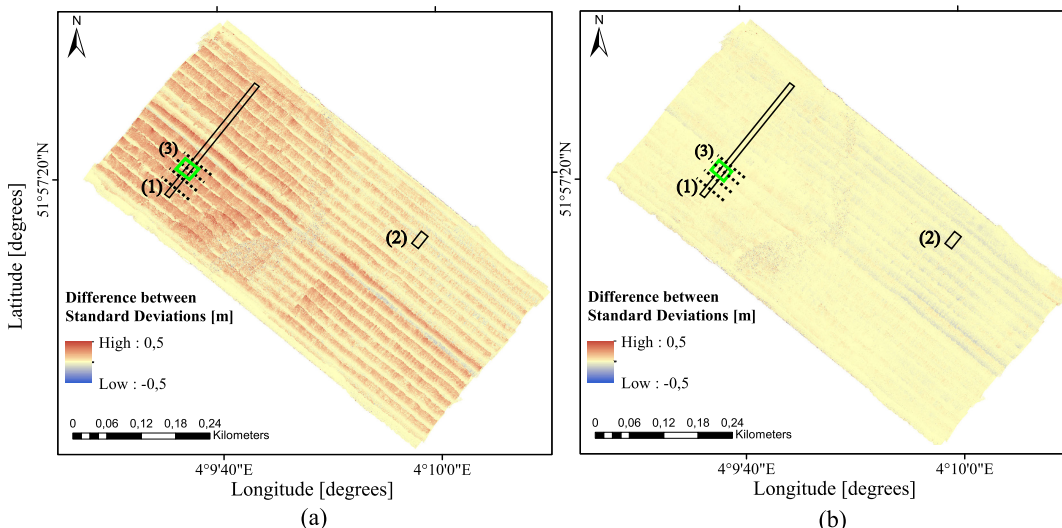 N
(3)
(1)
(2)
51°57'20"N
Latitude [degrees]
Difference between
Standard Deviations [m]
High : 0,5
Low : -0,5
0 0,06 0,12 0,18 0,24
Kilometers
4°9'40"E 4°10'0"E
Longitude [degrees]
(a)
N
(3)
(1)
(2)
51°57'20"N
Difference between
Standard Deviations [m]
High : 0,5
Low : -0,5
0 0,06 0,12 0,18 0,24
Kilometers
4°9'40"E 4°10'0"E
Longitude [degrees]
(b)